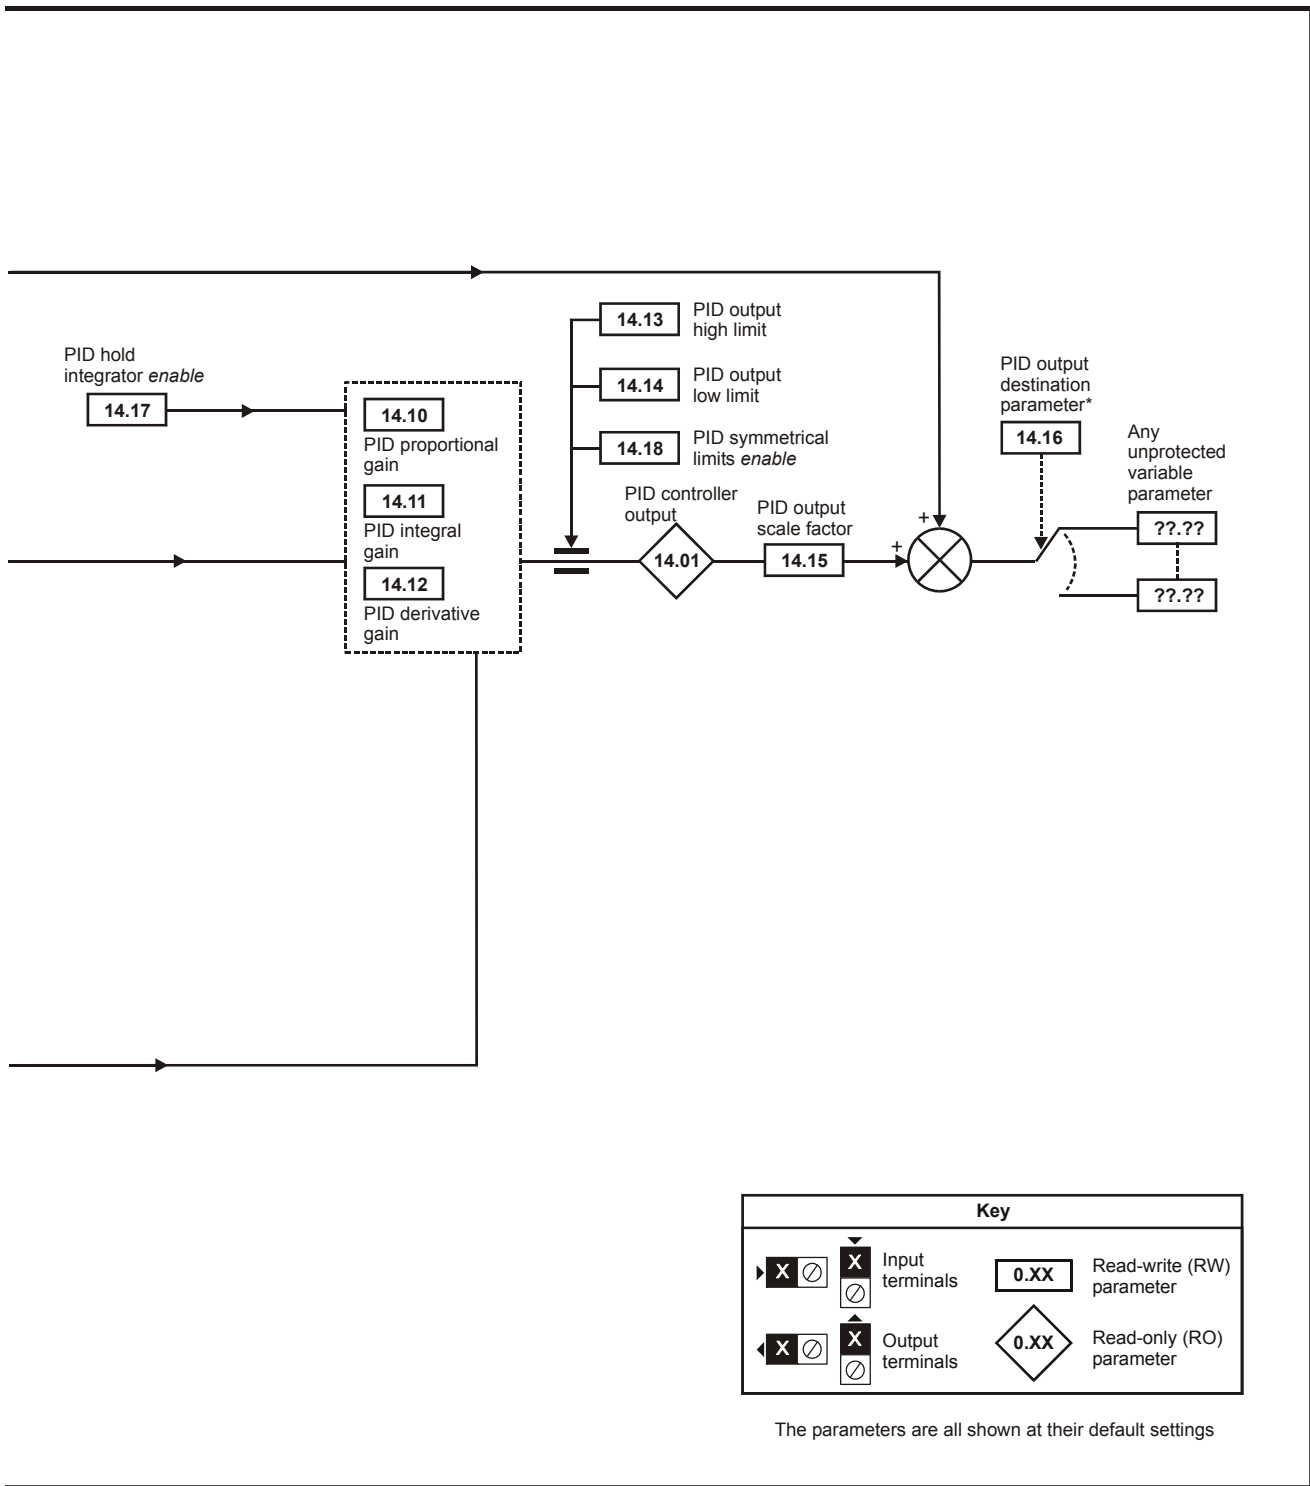 14.13
PID output
high limit
PID hold
integrator enable
14.17
14.14
PID output
low limit
PID output
destination
parameter*
14.16
14.10
PID proportional
gain
14.18
PID symmetrical
limits enable
Any
unprotected
variable
parameter
14.11
PID integral
gain
PID controller
output
14.01
PID output
scale factor
14.15
+
+
??.??
??.??
14.12
PID derivative
gain
Key
X
X
Input
terminals
0.XX
Read-write (RW)
parameter
X
X
Output
terminals
0.XX
Read-only (RO)
parameter
The parameters are all shown at their default settings